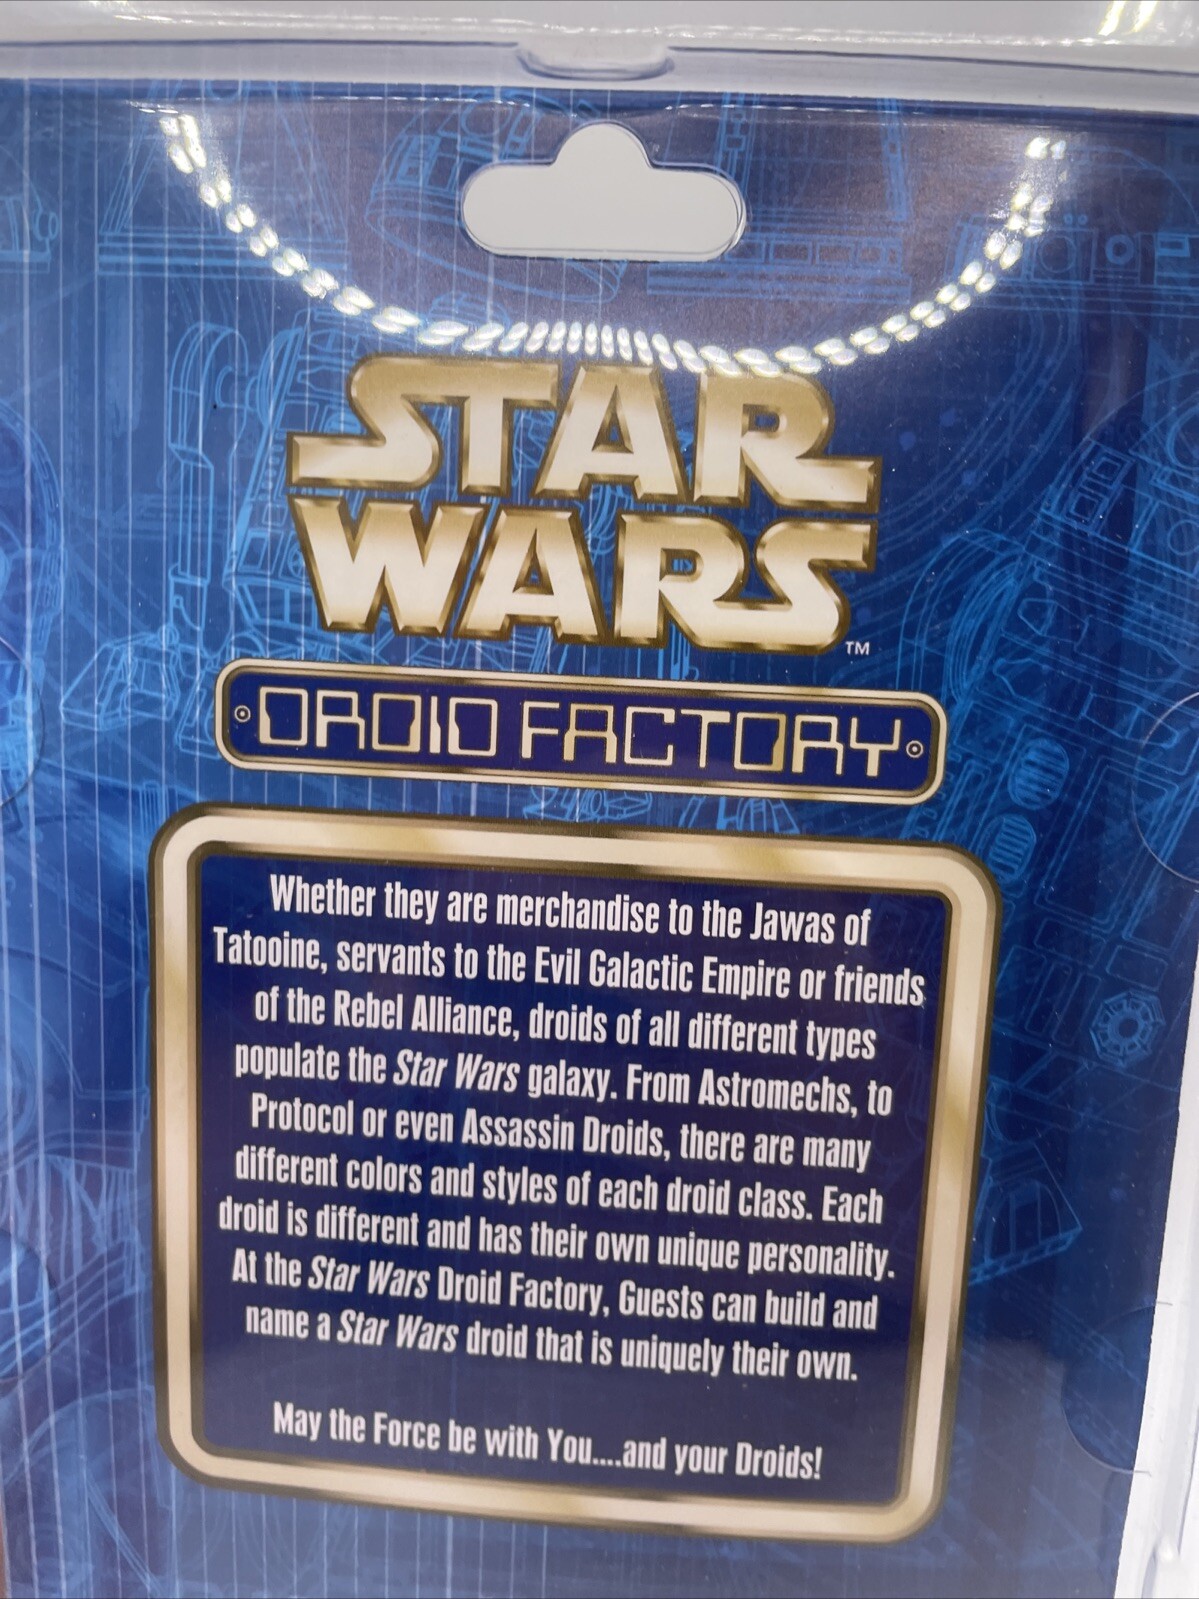 STAR
WARS
TM
DROID FACTORY
Whether they are merchandise to the Jawas of
Tatooine, servants to the Evil Galactic Empire or friends
of the Rebel Alliance, droids of all different types
populate the Star Wars galaxy. From Astromechs, to
Protocol or even Assassin Droids, there are many
different colors and styles of each droid class. Each
droid is different and has their own unique personality.
At the Star Wars Droid Factory, Guests can build and
name a Star Wars droid that is uniquely their own.
May the Force be with You....and your Droids!